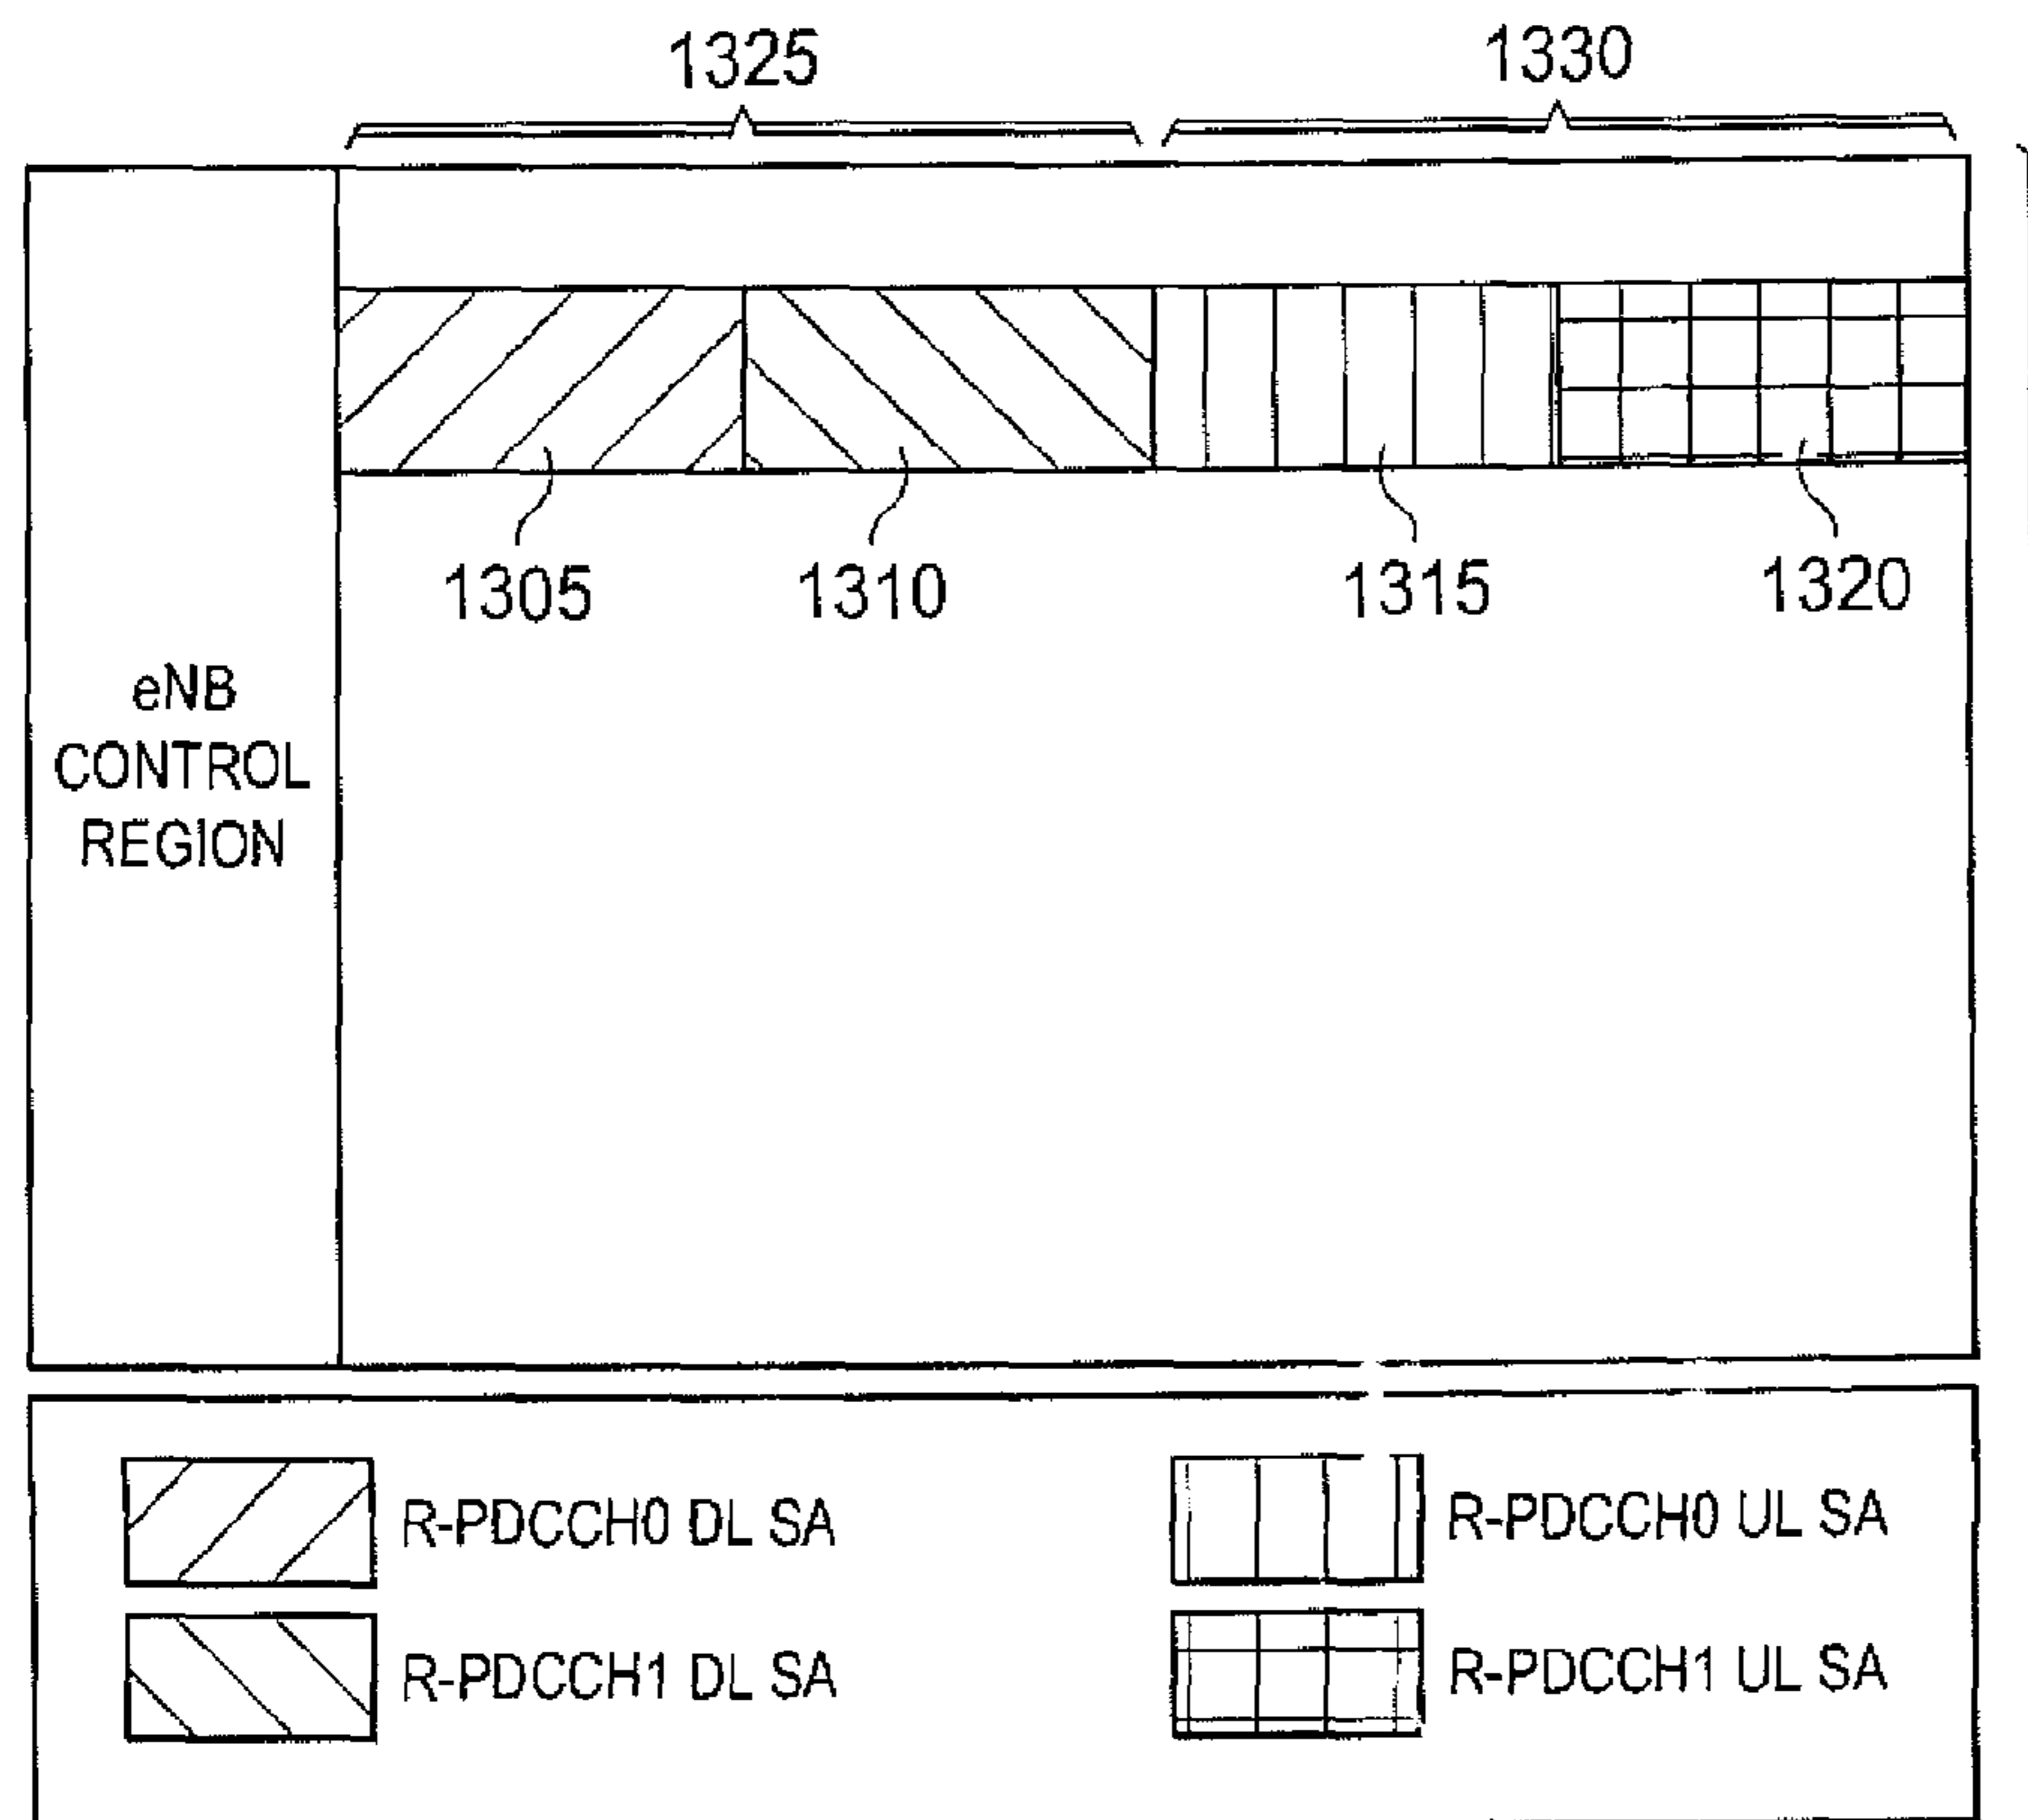 1325
1330
1305
1310
1315
1320
eNB
CONTROL
REGION
R-PDCCH0 DL SA
R-PDCCH0 UL SA
R-PDCCH1 DL SA
R-PDCCH1 UL SA